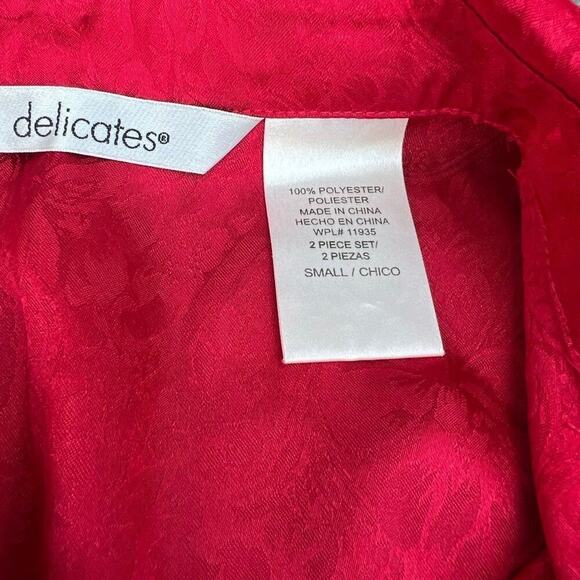 delicates®
100% POLYESTER/
POLIESTER
MADE IN CHINA
HECHO EN CHINA
WPL# 11935
2 PIECE SET/
2 PIEZAS
SMALL / CHICO